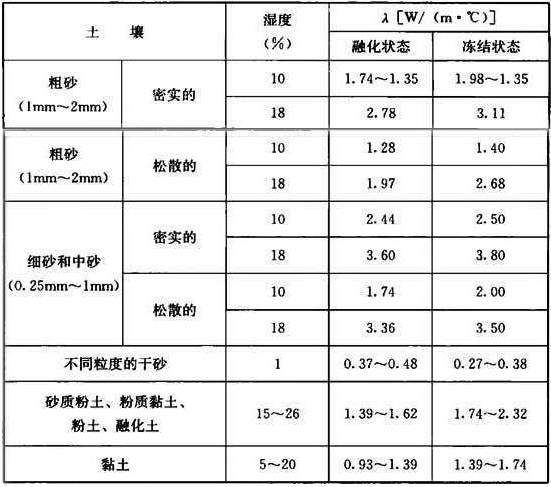 土 壤 湿度 (%) λ [W/ (m·℃)]
融化状态 冻结状态
粗砂 (1mm～2mm) 密实的 10 1.74～1.35 1.98～1.35
18 2.78 3.11
粗砂 (1mm～2mm) 松散的 10 1.28 1.40
18 1.97 2.68
细砂和中砂 (0.25mm～1mm) 密实的 10 2.44 2.50
18 3.60 3.80
松散的 10 1.74 2.00
18 3.36 3.50
不同粒度的干砂 1 0.37～0.48 0.27～0.38
砂质粉土、粉质黏土、
粉土、融化土 15～26 1.39～1.62 1.74～2.32
黏土 5～20 0.93～1.39 1.39～1.74